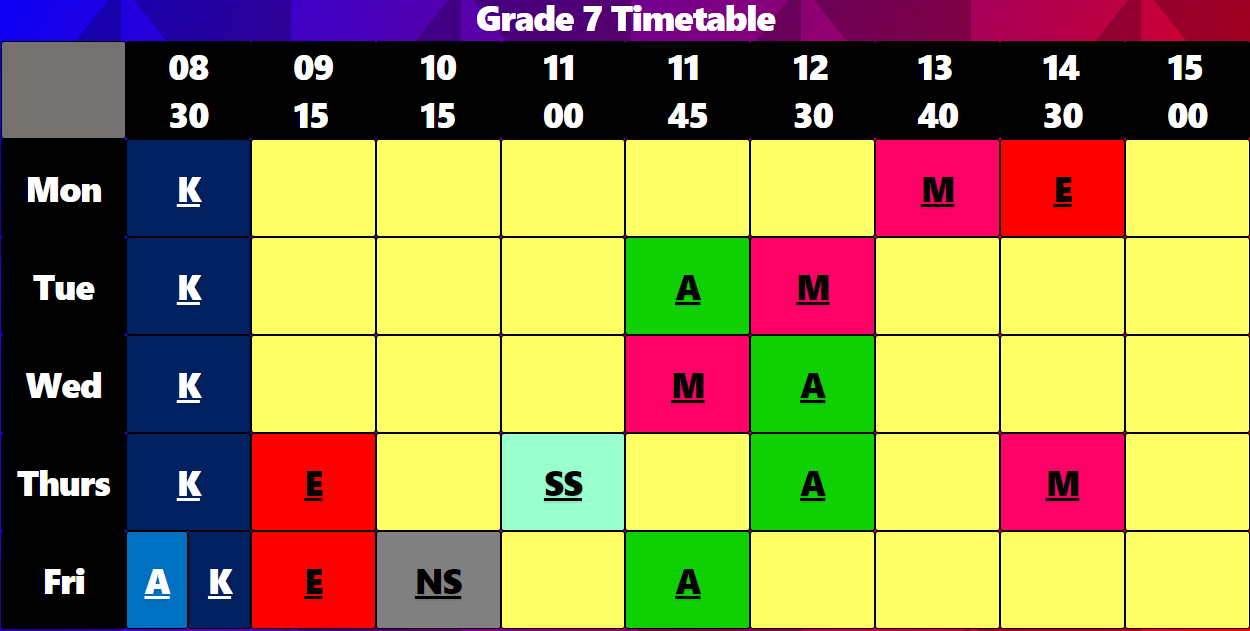 Grade 7 Timetable
08 09 10 11 11 12 13 14 15
30 15 15 00 45 30 40 30 00
Mon K M E
Tue K A M
Wed K M A
Thurs K E SS A M
Fri A K E NS A